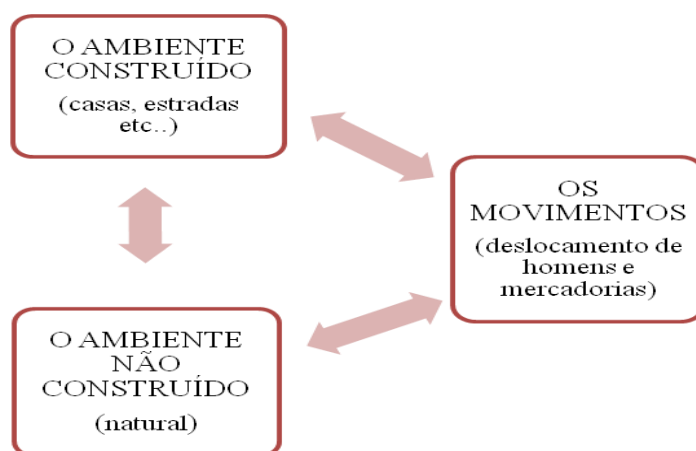 O AMBIENTE
CONSTRUÍDO
(casas, estradas
etc..)
OS
MOVIMENTOS
(deslocamento de
homens e
mercadorias)
O AMBIENTE
NÃO
CONSTRUÍDO
(natural)